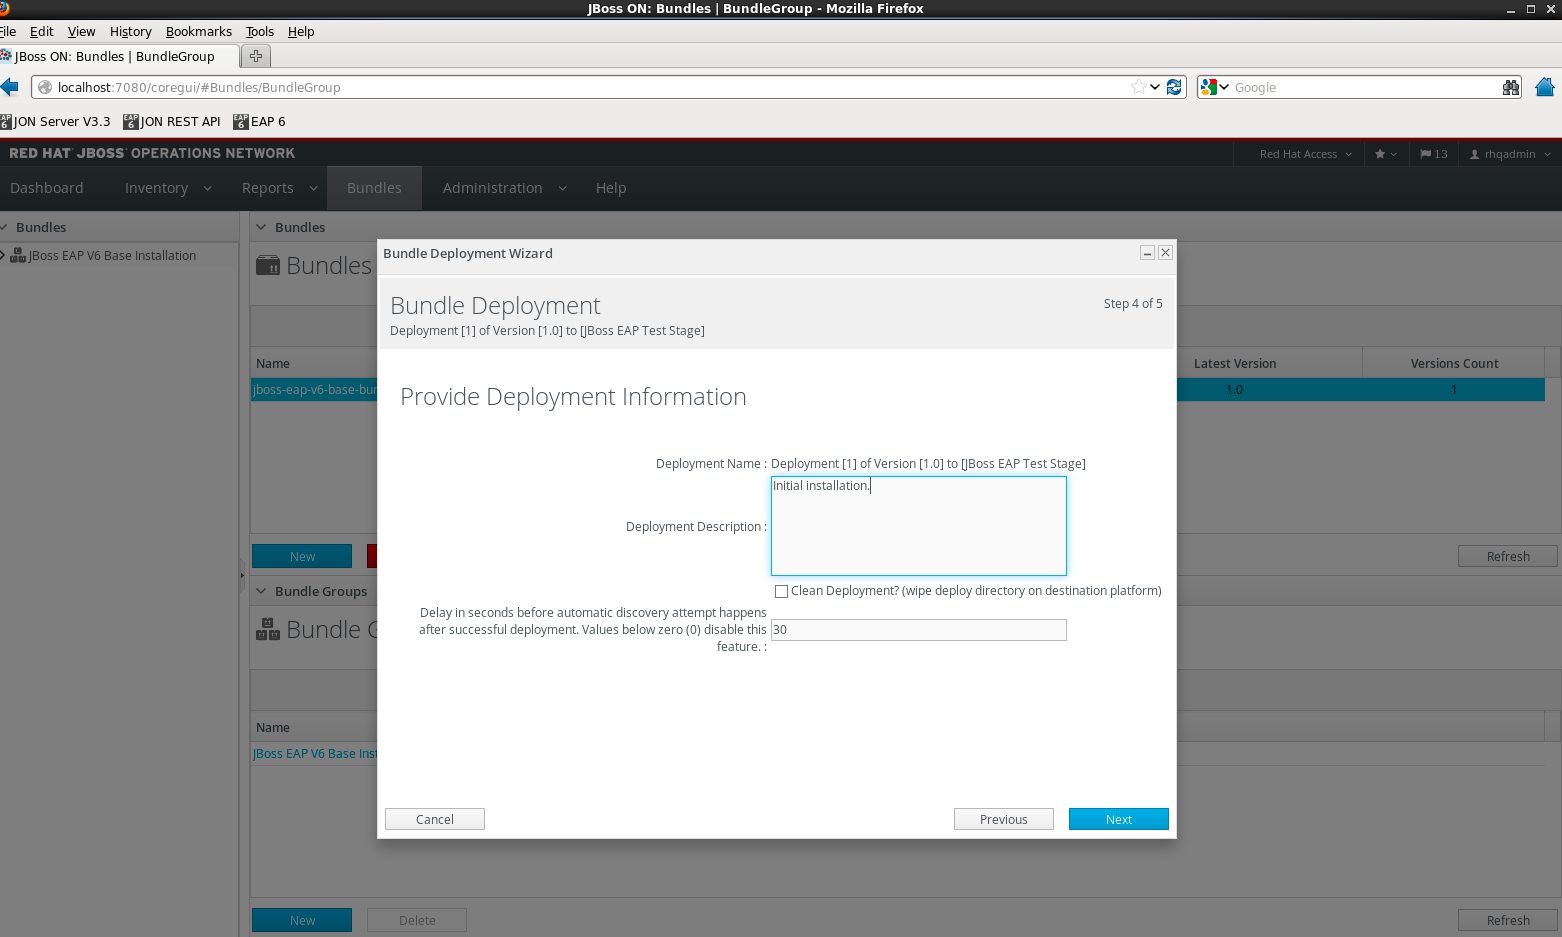 JBoss ON: Bundles | BundleGroup - Mozilla Firefox
File Edit View History Bookmarks Tools Help
JBoss ON: Bundles | BundleGroup
localhost:7080/coregui/#Bundles/BundleGroup
Google
JON Server V3.3 JON REST API EAP 6
RED HAT JBOSS OPERATIONS NETWORK
Red Hat Access 13 rhqadmin
Dashboard Inventory Reports Bundles Administration Help
Bundles
Bundles
JBoss EAP V6 Base Installation
Bundles
Name
Latest Version
Versions Count
jboss-eap-v6-base-bun
1.0
1
New
Refresh
Bundle Groups
Bundle G
Name
JBoss EAP V6 Base Inst
New
Delete
Refresh
Bundle Deployment Wizard
Bundle Deployment
Step 4 of 5
Deployment [1] of Version [1.0] to [JBoss EAP Test Stage]
Provide Deployment Information
Deployment Name : Deployment [1] of Version [1.0] to [JBoss EAP Test Stage]
Deployment Description :
Initial installation.
Clean Deployment? (wipe deploy directory on destination platform)
Delay in seconds before automatic discovery attempt happens
after successful deployment. Values below zero (0) disable this
feature. :
30
Cancel
Previous
Next